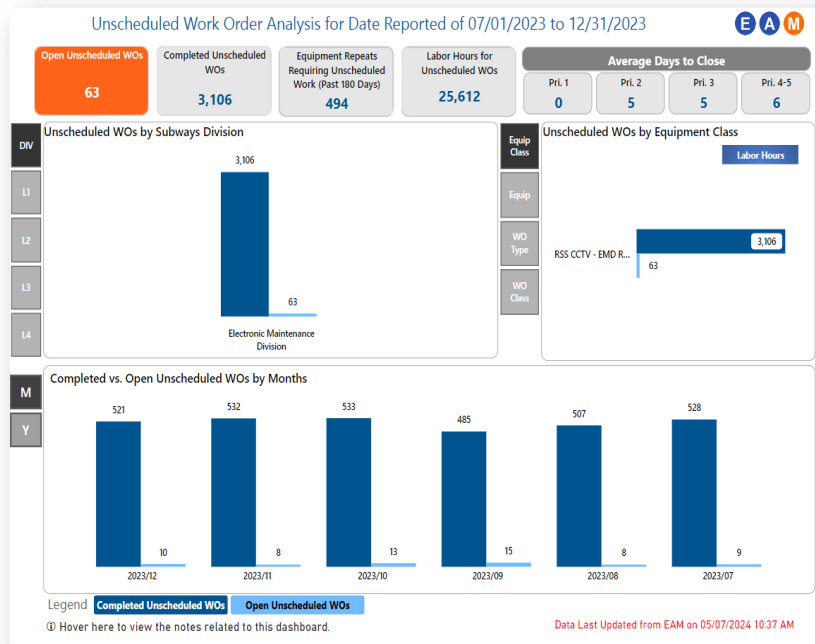 Unscheduled Work Order Analysis for Date Reported of 07/01/2023 to 12/31/2023
E A M
Open Unscheduled WOs
63
Completed Unscheduled
WOs
3,106
Equipment Repeats
Requiring Unscheduled
Work (Past 180 Days)
494
Labor Hours for
Unscheduled WOs
25,612
Average Days to Close
Pri. 1
0
Pri. 2
5
Pri. 3
5
Pri. 4-5
6
DIV
L1
L2
L3
L4
Unscheduled WOs by Subways Division
3,106
63
Electronic Maintenance
Division
Equip
Class
Equip
WO
Type
WO
Class
Unscheduled WOs by Equipment Class
Labor Hours
RSS CCTV - EMD R...
3,106
63
M
Y
Completed vs. Open Unscheduled WOs by Months
521
10
2023/12
532
8
2023/11
533
13
2023/10
485
15
2023/09
507
8
2023/08
528
9
2023/07
Legend Completed Unscheduled WOs Open Unscheduled WOs
ⓘ Hover here to view the notes related to this dashboard.
Data Last Updated from EAM on 05/07/2024 10:37 AM